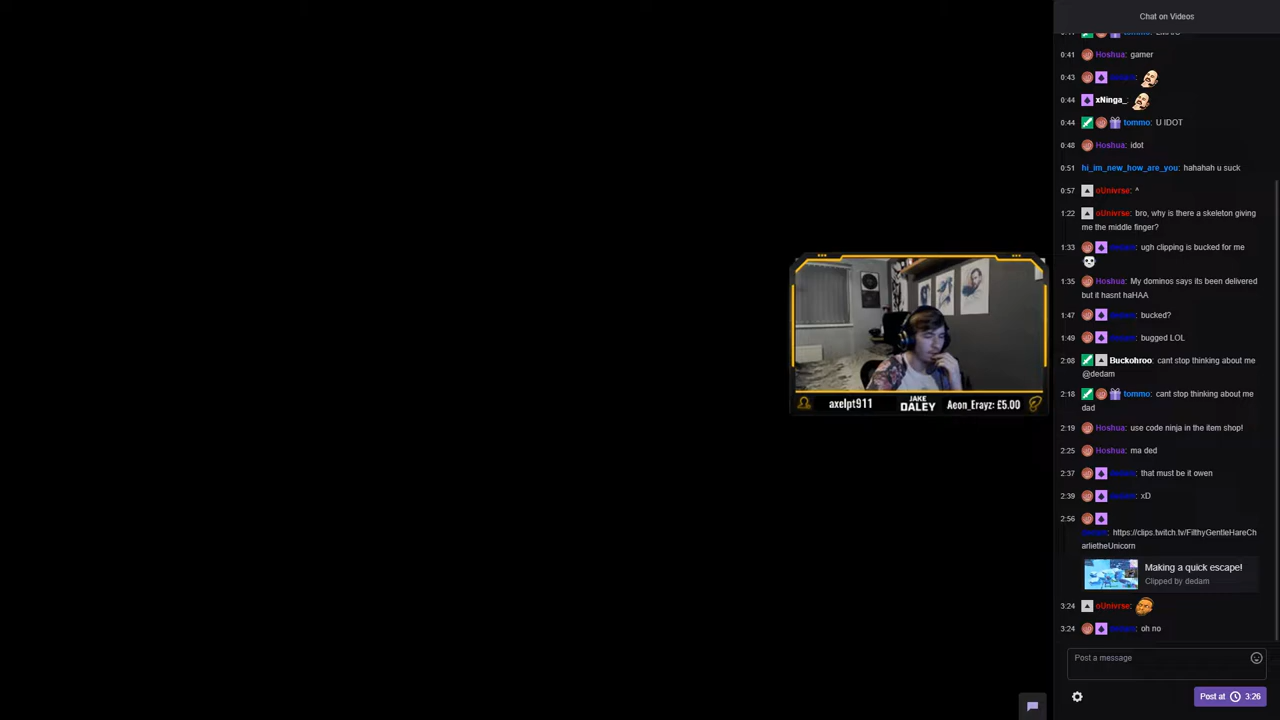 Chat on Videos
tommo:
0:41 Hoshua: gamer
0:43
0:44 xNinga_:
0:44 tommo: U IDOT
0:48 Hoshua: idot
0:51 hi_im_new_how_are_you: hahahah u suck
0:57 oUnivrse: ^
1:22 oUnivrse: bro, why is there a skeleton giving
me the middle finger?
1:33 : ugh clipping is bucked for me
1:35 Hoshua: My dominos says its been delivered
but it hasnt haHAA
1:47 : bucked?
1:49 : bugged LOL
2:08 Buckohroo: cant stop thinking about me
@dedam
2:18 tommo: cant stop thinking about me
dad
2:19 Hoshua: use code ninja in the item shop!
2:25 Hoshua: ma ded
2:37 : that must be it owen
2:39 : xD
2:56
: https://clips.twitch.tv/FilthyGentleHareCh
arlietheUnicorn
Making a quick escape!
Clipped by dedam
3:24 oUnivrse:
3:24 : oh no
Post a message
Post at 3:26
axelpt911
JAKE
DALEY
Aeon_Erayz: £5.00